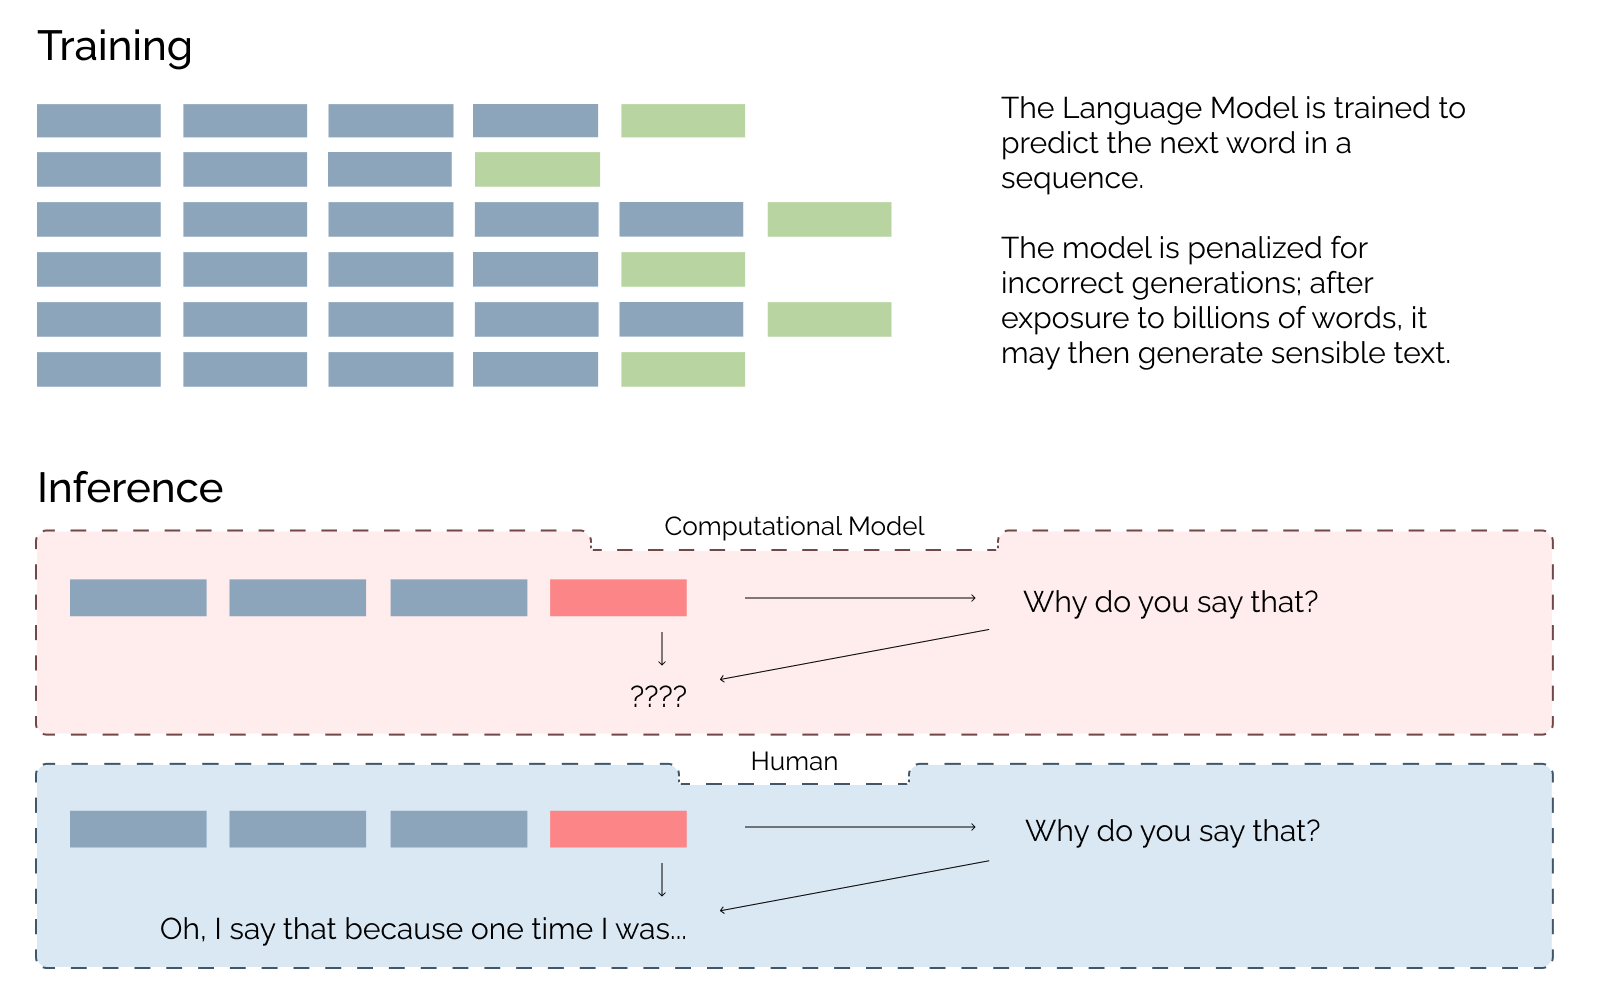 Training
The Language Model is trained to
predict the next word in a
sequence.
The model is penalized for
incorrect generations; after
exposure to billions of words, it
may then generate sensible text.
Inference
Computational Model
Why do you say that?
????
Human
Why do you say that?
Oh, I say that because one time I was...